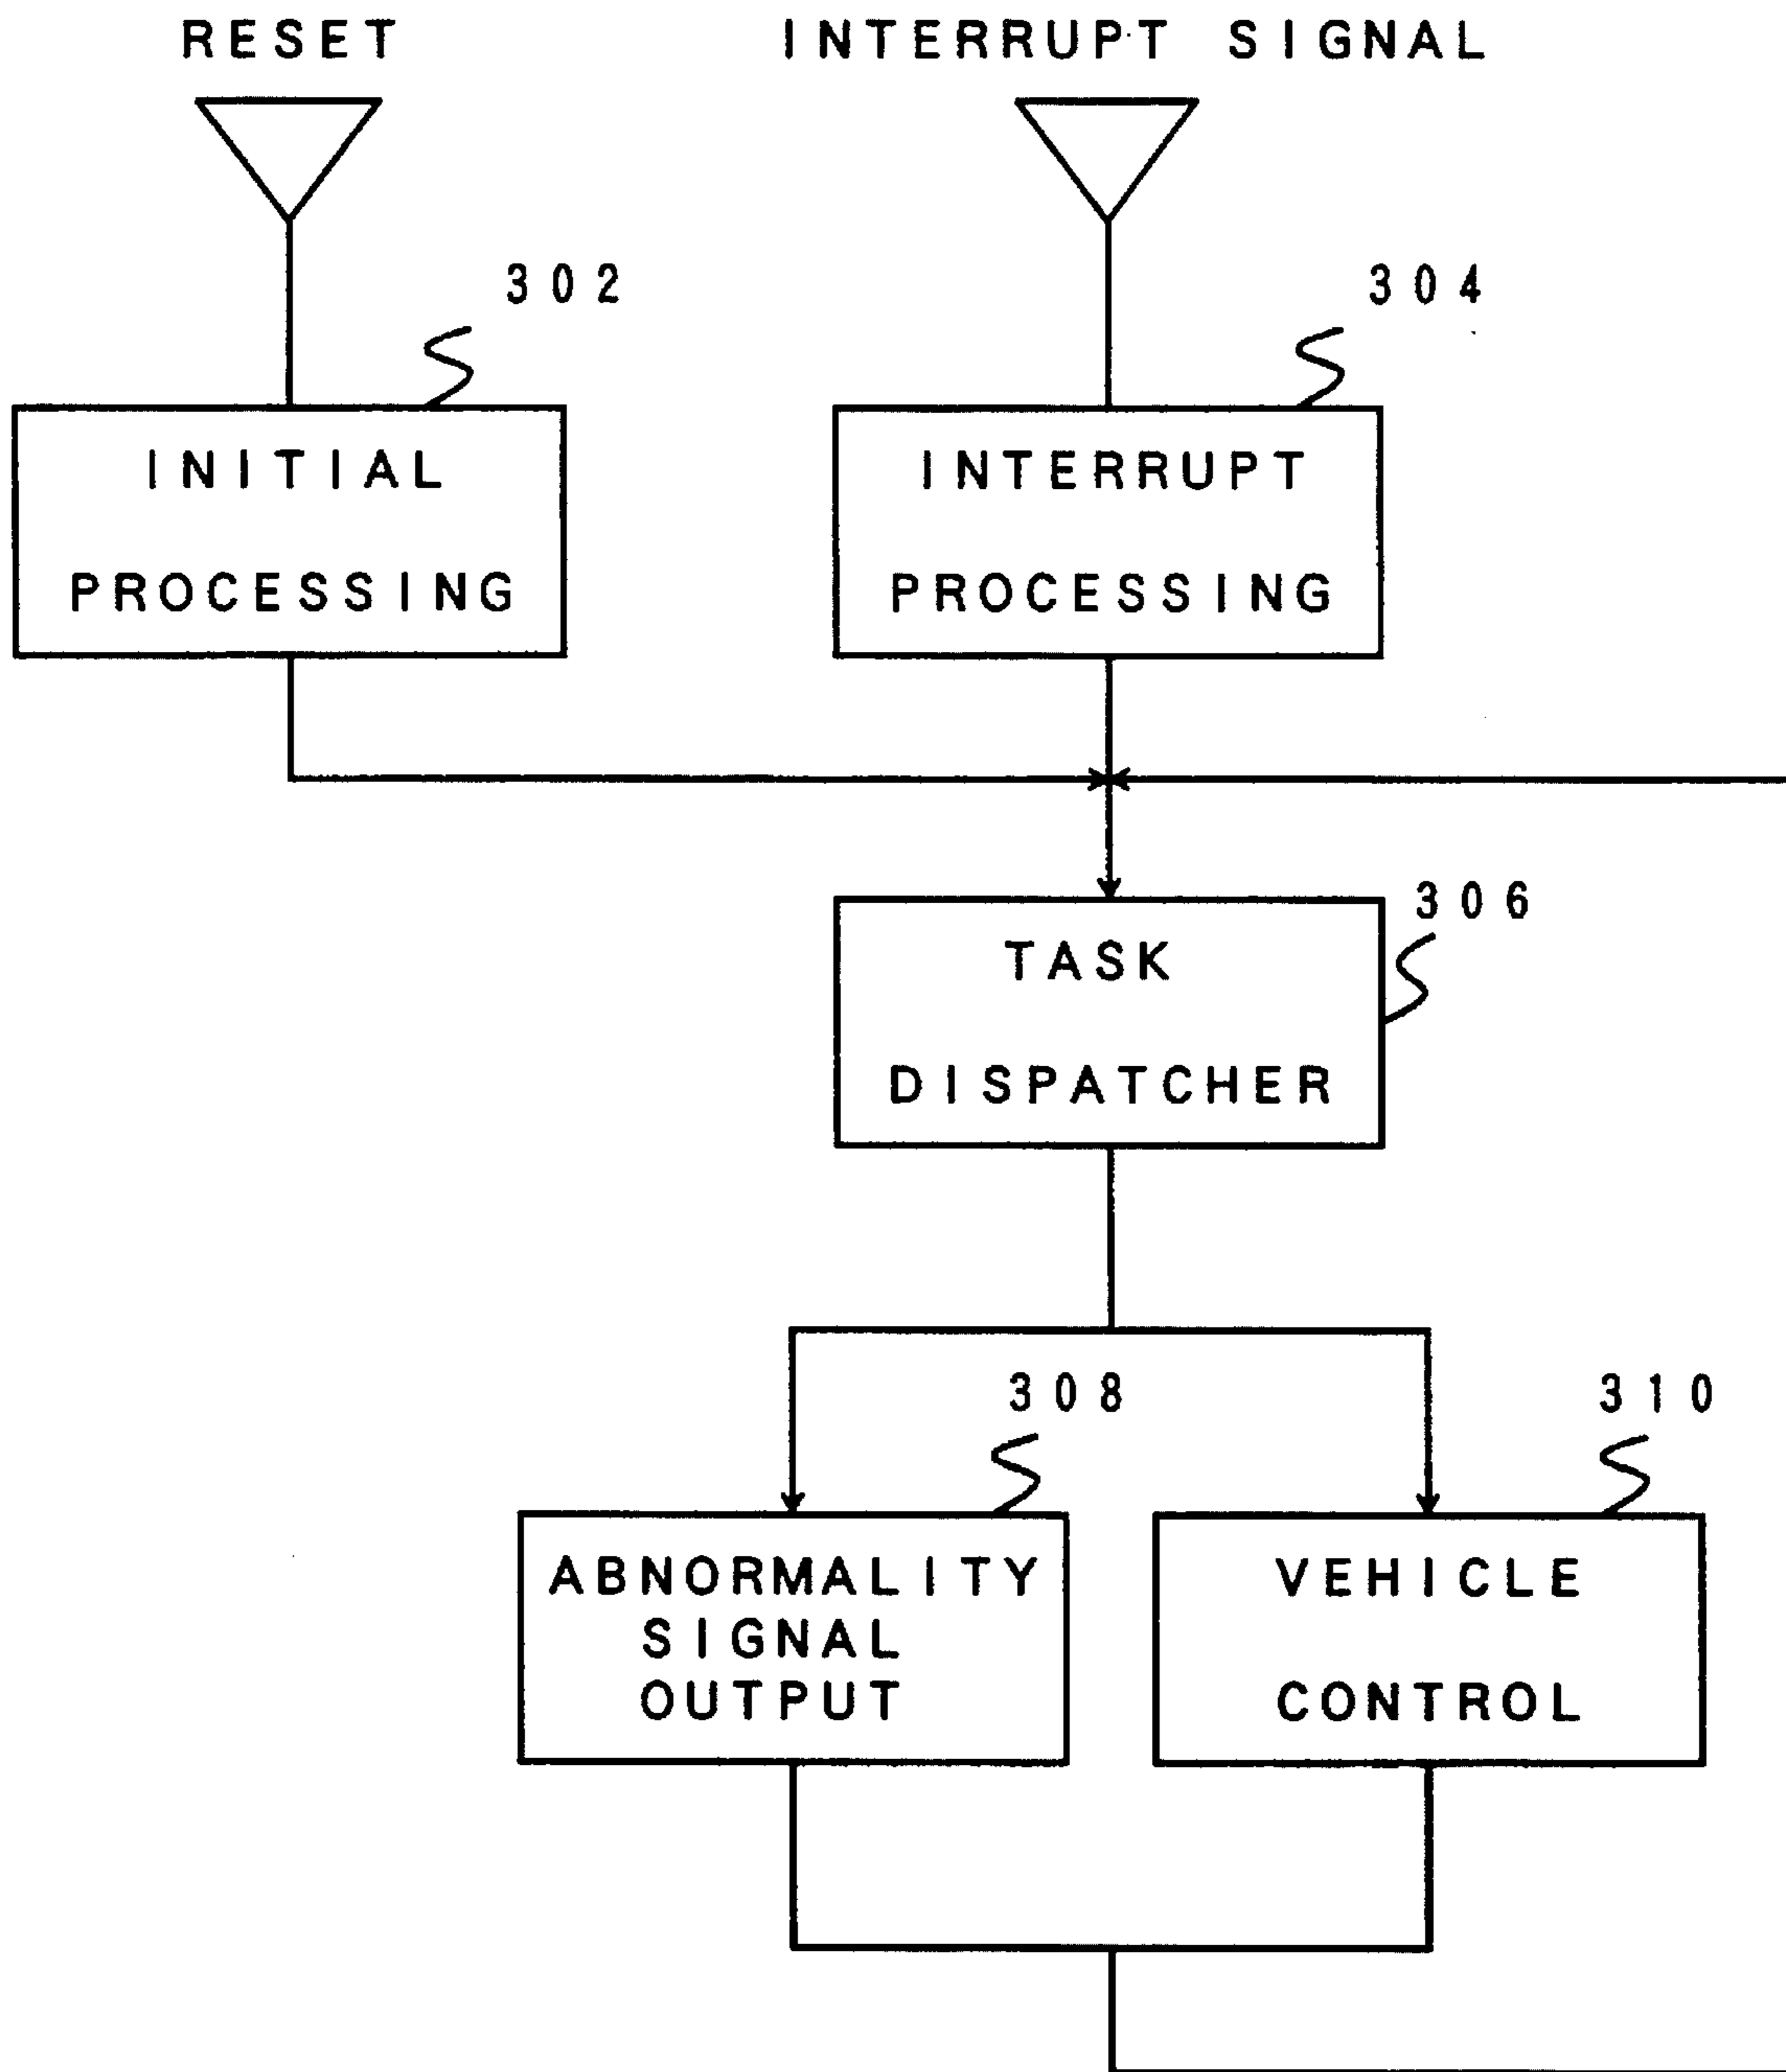 RESET
INTERRUPT SIGNAL
302
304
INITIAL
PROCESSING
INTERRUPT
PROCESSING
306
TASK
DISPATCHER
308
310
ABNORMALITY
SIGNAL
OUTPUT
VEHICLE
CONTROL